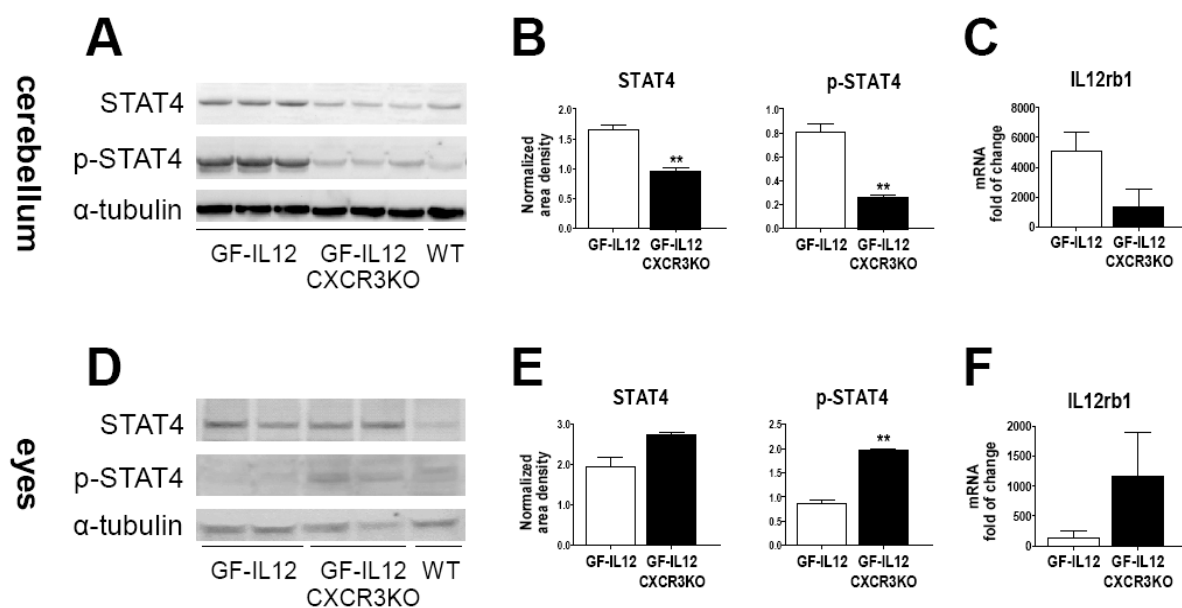 cerebellum
A
STAT4
p-STAT4
α-tubulin
GF-IL12
GF-IL12
CXCR3KO
WT
B
STAT4
Normalized
area density
2.0
1.5
1.0
0.5
0.0
**
GF-IL12
GF-IL12
CXCR3KO
p-STAT4
1.0
0.8
0.6
0.4
0.2
0.0
**
GF-IL12
GF-IL12
CXCR3KO
C
IL12rb1
mRNA
fold of change
8000
6000
4000
2000
0
GF-IL12
GF-IL12
CXCR3KO
eyes
D
STAT4
p-STAT4
α-tubulin
GF-IL12
GF-IL12
CXCR3KO
WT
E
STAT4
Normalized
area density
3.0
2.0
1.0
0.0
GF-IL12
GF-IL12
CXCR3KO
p-STAT4
2.5
2.0
1.5
1.0
0.5
0.0
**
GF-IL12
GF-IL12
CXCR3KO
F
IL12rb1
mRNA
fold of change
2000
1500
1000
500
0
GF-IL12
GF-IL12
CXCR3KO